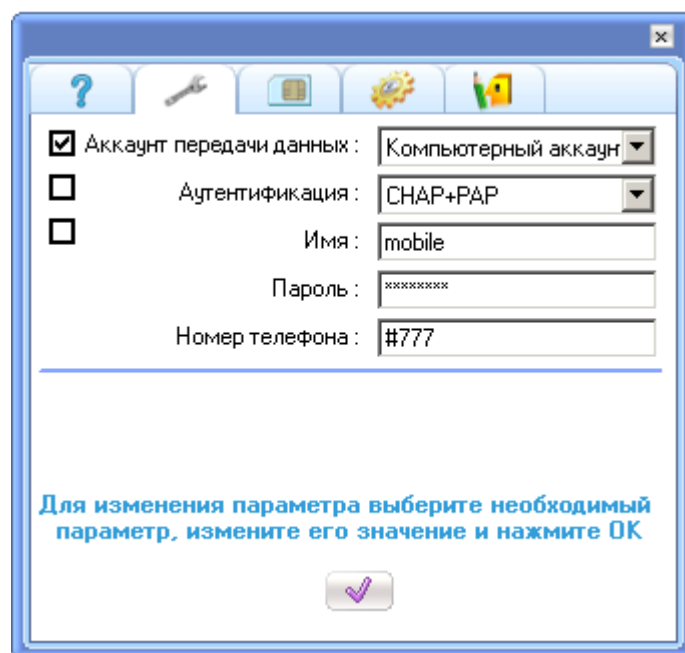 Аккаунт передачи данных : Компьютерный аккаун
Аутентификация : CHAP+PAP
Имя : mobile
Пароль : ********
Номер телефона : #777
Для изменения параметра выберите необходимый
параметр, измените его значение и нажмите OK